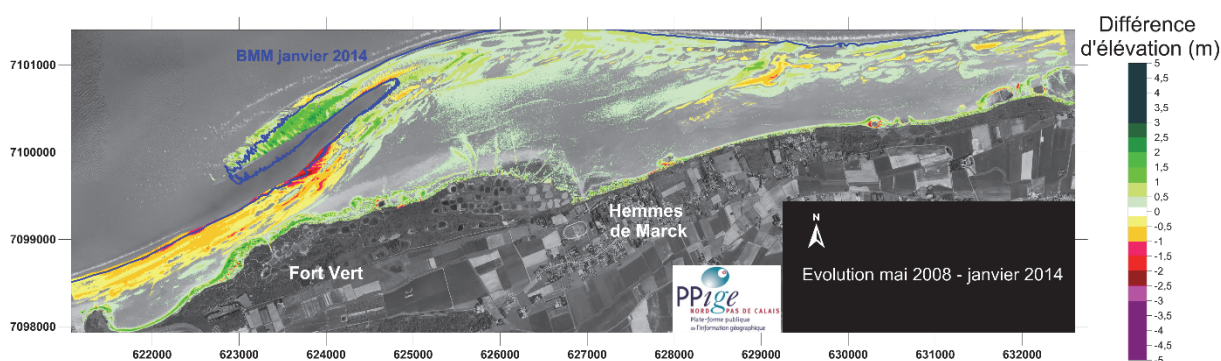 Différence
d'élévation (m)
BMM janvier 2014
7101000
7100000
7099000
7098000
5
4,5
4
3,5
3
2,5
2
1,5
1
0,5
0
-0,5
-1
-1,5
-2
-2,5
-3
-3,5
-4
-4,5
-5
Hemmes
de Marck
Fort Vert
N
Evolution mai 2008 - janvier 2014
PPige
NORD PAS DE CALAIS
Plate-forme publique
de l'information géographique
622000 623000 624000 625000 626000 627000 628000 629000 630000 631000 632000